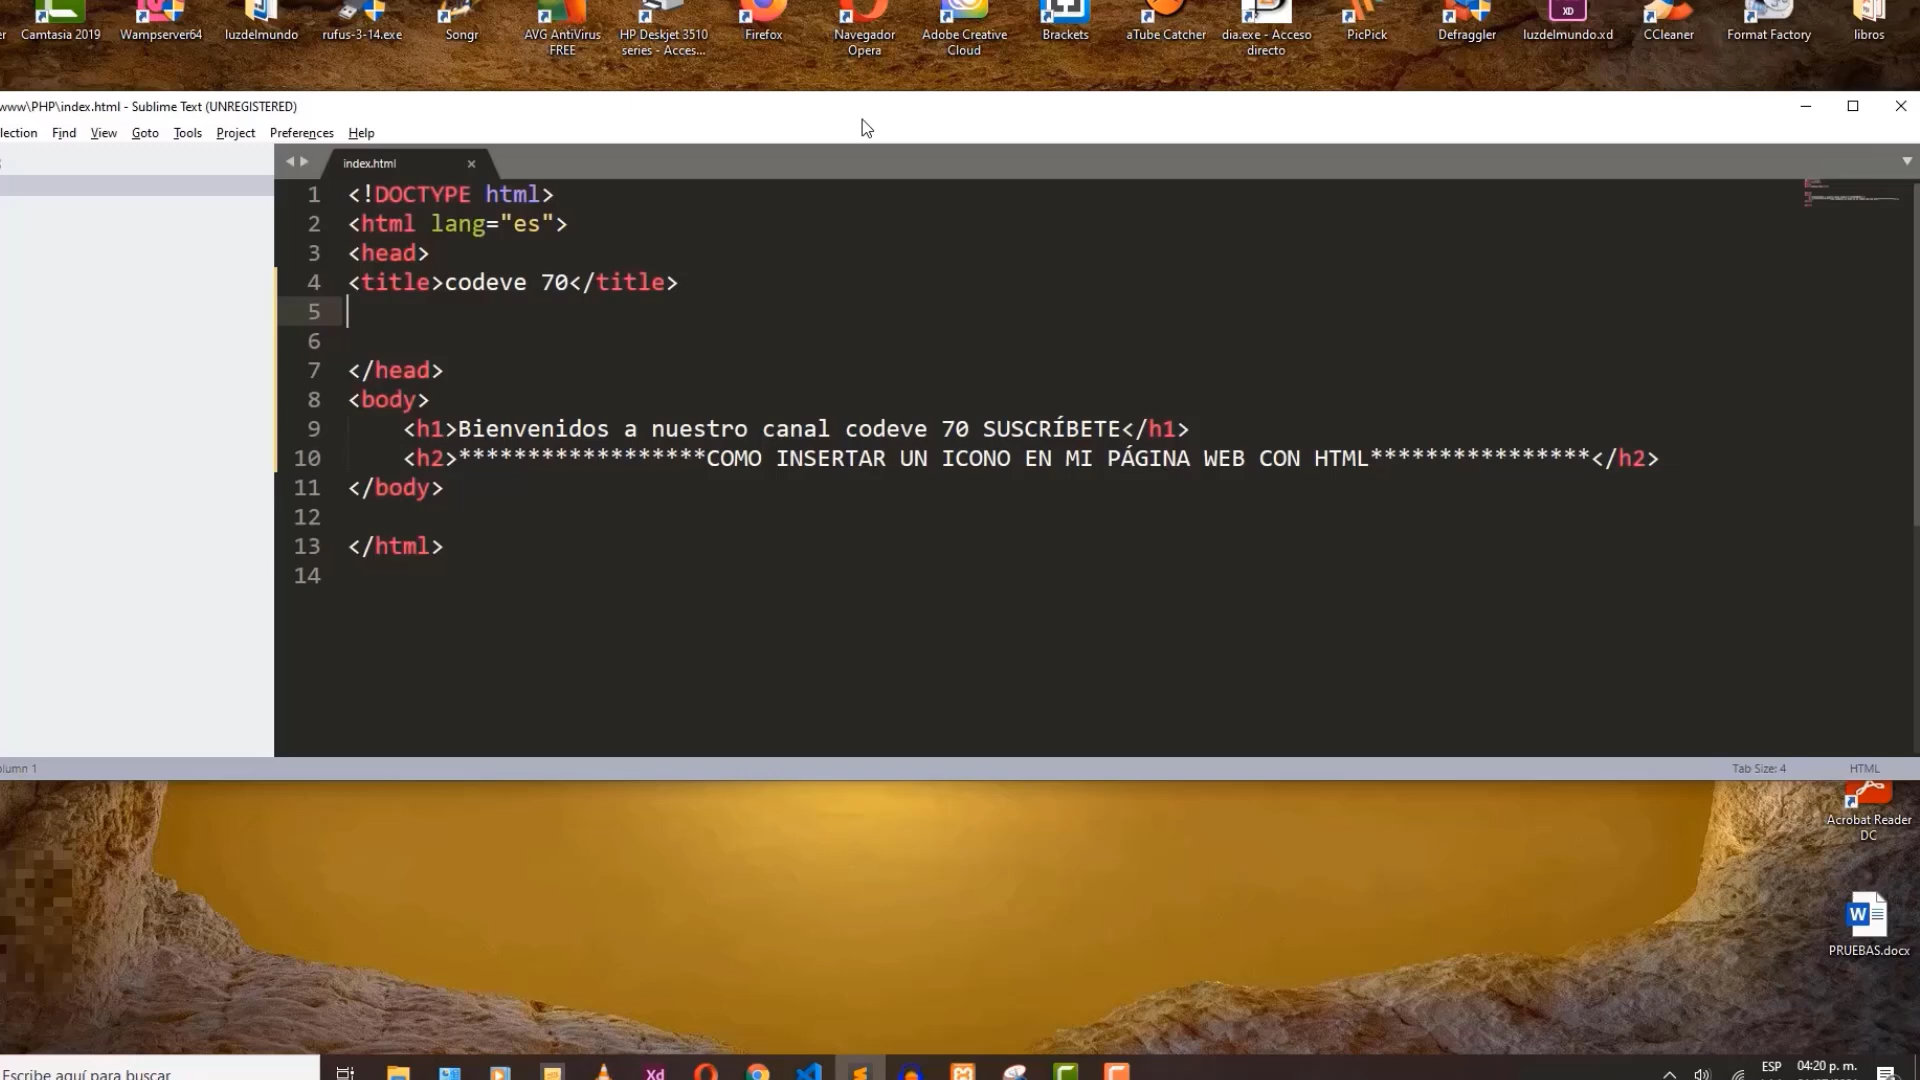 Camtasia 2019
Wampserver64
luzdelmundo
rufus-3-14.exe
Songr
AVG AntiVirus
FREE
HP Deskjet 3510
series - Acces...
Firefox
Navegador
Opera
Adobe Creative
Cloud
Brackets
aTube Catcher
dia.exe - Acceso
directo
PicPick
Defraggler
XD
luzdelmundo.xd
CCleaner
Format Factory
libros
www\PHP\index.html - Sublime Text (UNREGISTERED)
lection Find View Goto Tools Project Preferences Help
index.html
1 <!DOCTYPE html>
2 <html lang="es">
3 <head>
4 <title>codeve 70</title>
5
6
7 </head>
8 <body>
9 <h1>Bienvenidos a nuestro canal codeve 70 SUSCRÍBETE</h1>
10 <h2>******************COMO INSERTAR UN ICONO EN MI PÁGINA WEB CON HTML****************</h2>
11 </body>
12
13 </html>
14
olumn 1 Tab Size: 4 HTML
Acrobat Reader
DC
W
PRUEBAS.docx
Escribe aquí para buscar
Xd
ESP
04:20 p. m.